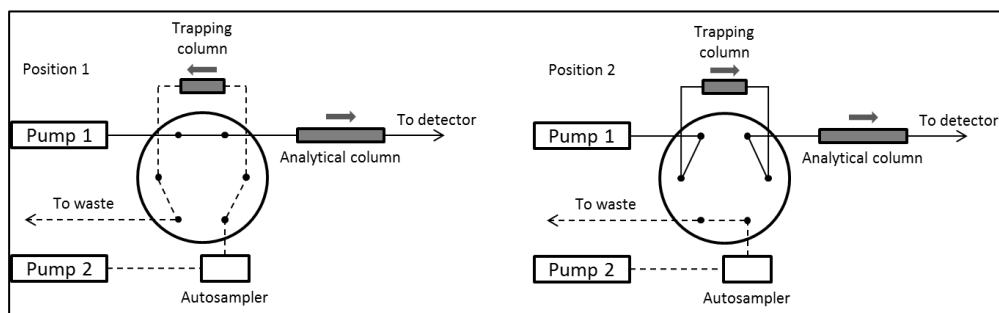 Position 1
Trapping
column
Pump 1
To detector
Analytical column
To waste
Pump 2
Autosampler
Position 2
Trapping
column
Pump 1
To detector
Analytical column
To waste
Pump 2
Autosampler